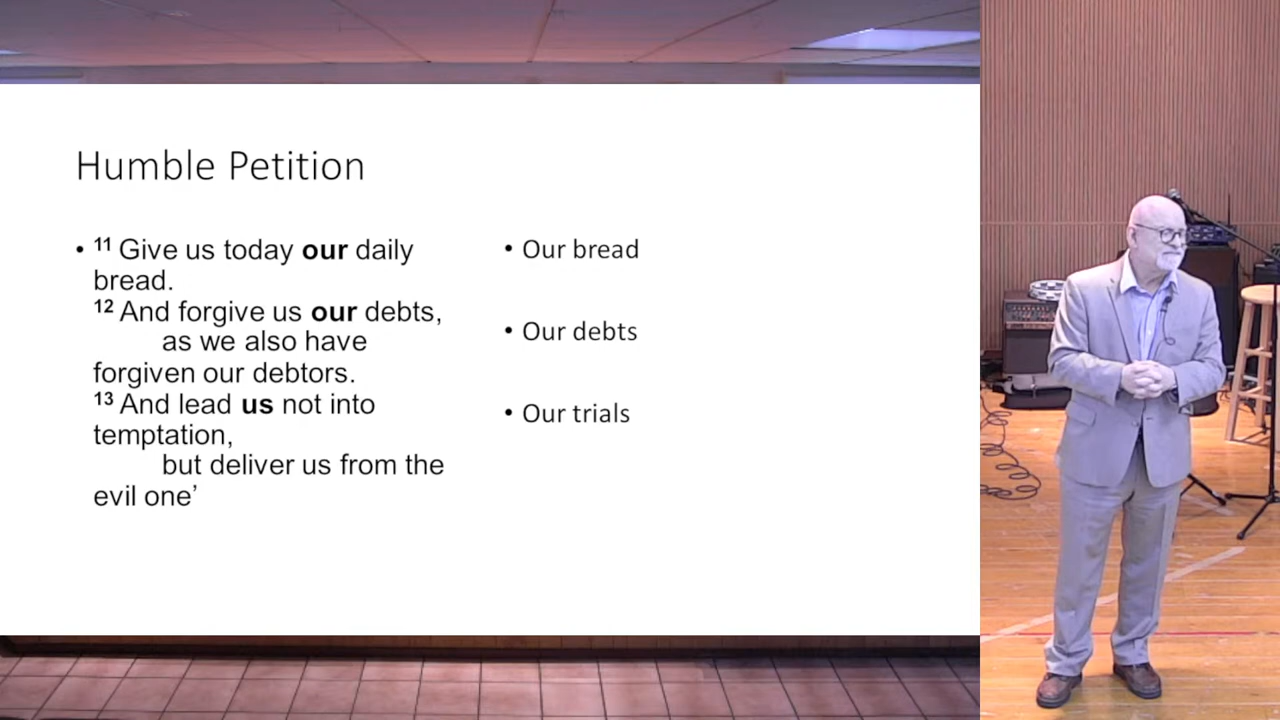 Humble Petition
• ¹¹ Give us today our daily
bread.
¹² And forgive us our debts,
as we also have
forgiven our debtors.
¹³ And lead us not into
temptation,
but deliver us from the
evil one’
• Our bread
• Our debts
• Our trials